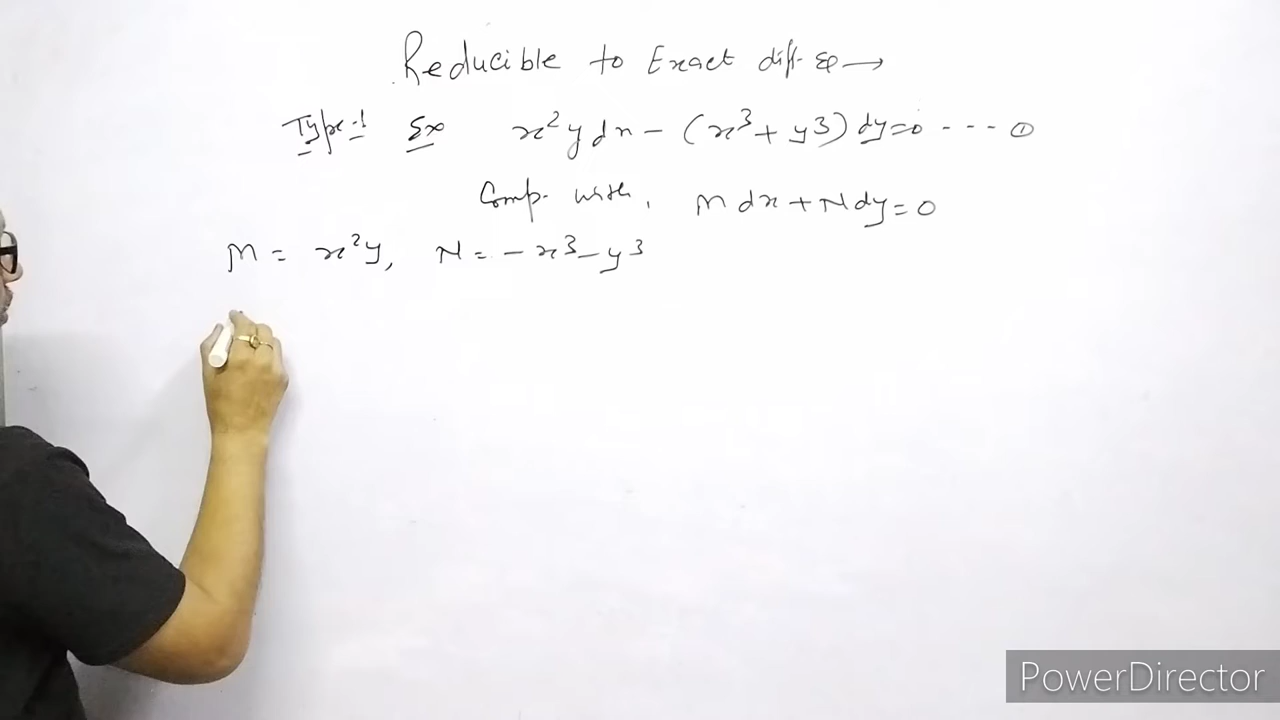 Reducible to Exact diff. Eq →
Type-1 Ex x²y dx - (x³ + y³) dy = 0 --- ①
Comp. with, M dx + N dy = 0
M = x²y, N = - x³ - y³
PowerDirector